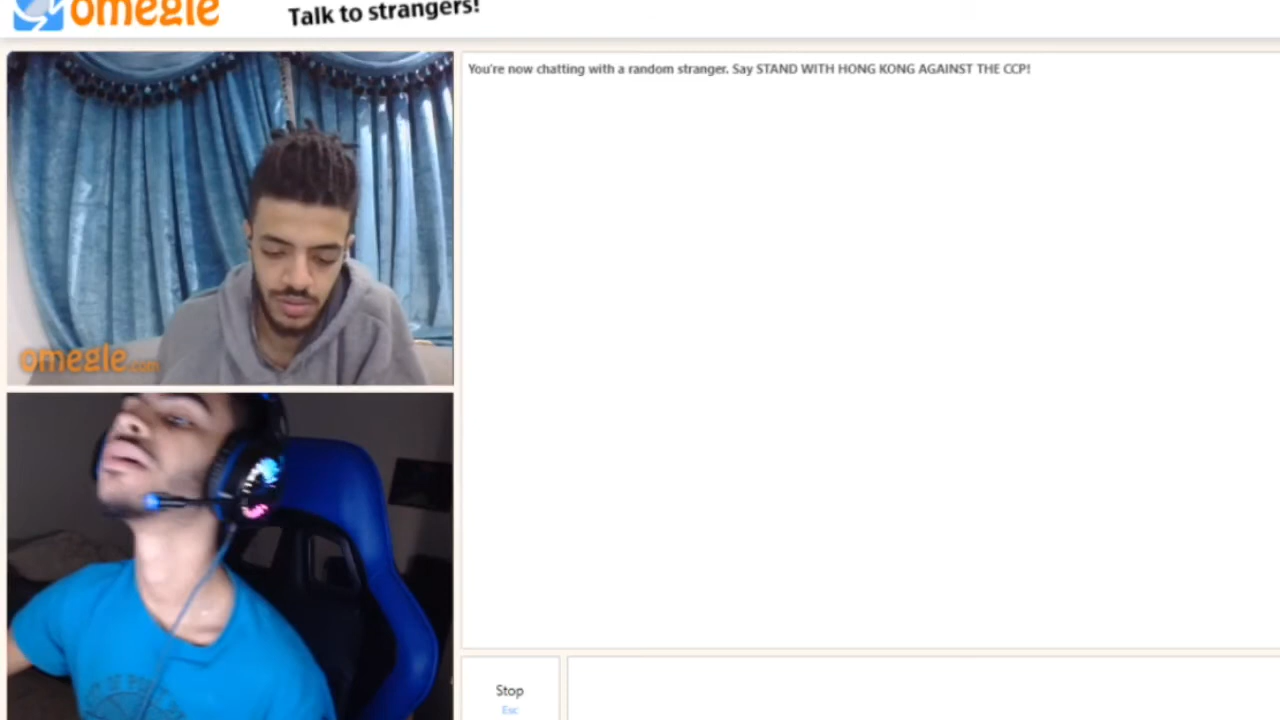 omegle
Talk to strangers!
You're now chatting with a random stranger. Say STAND WITH HONG KONG AGAINST THE CCP!
omegle.com
Stop
Esc